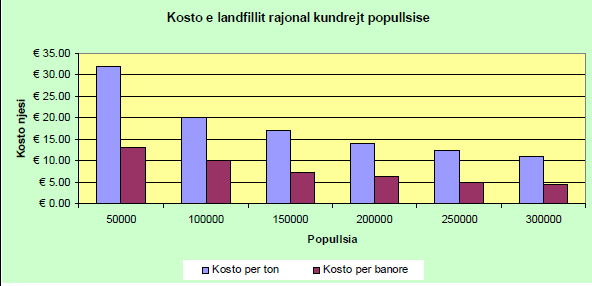 Kosto e landfillit rajonal kundrejt popullsise
€ 35.00
€ 30.00
€ 25.00
€ 20.00
€ 15.00
€ 10.00
€ 5.00
€ 0.00
Kosto njesi
50000 100000 150000 200000 250000 300000
Popullsia
Kosto per ton Kosto per banore